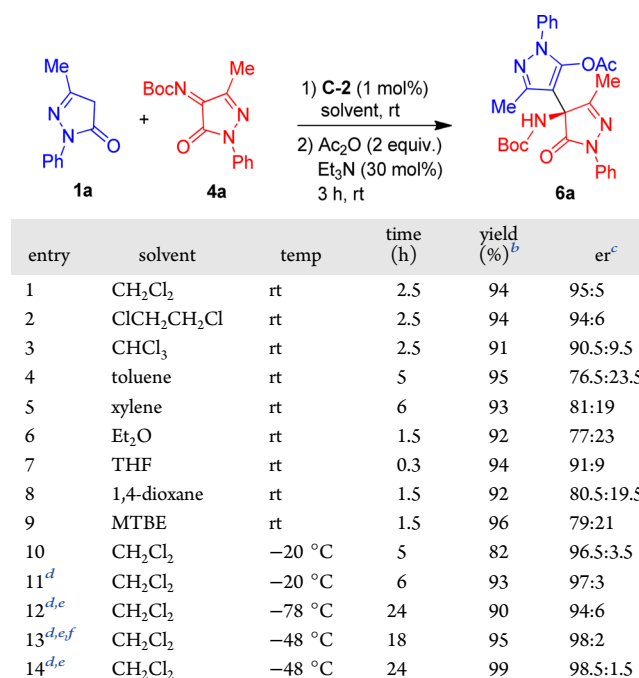 Me
N
N
O
Ph
1a
+
BocN
Me
N
N
O
Ph
4a
1) C-2 (1 mol%)
solvent, rt
2) Ac₂O (2 equiv.)
Et₃N (30 mol%)
3 h, rt
Ph
N
N
OAc
Me
Me
HN
Boc
N
N
O
Ph
6a
entry solvent temp time (h) yield (%)ᵇ erᶜ
1 CH₂Cl₂ rt 2.5 94 95:5
2 ClCH₂CH₂Cl rt 2.5 94 94:6
3 CHCl₃ rt 2.5 91 90.5:9.5
4 toluene rt 5 95 76.5:23.5
5 xylene rt 6 93 81:19
6 Et₂O rt 1.5 92 77:23
7 THF rt 0.3 94 91:9
8 1,4-dioxane rt 1.5 92 80.5:19.5
9 MTBE rt 1.5 96 79:21
10 CH₂Cl₂ −20 °C 5 82 96.5:3.5
11ᵈ CH₂Cl₂ −20 °C 6 93 97:3
12ᵈ,ᵉ CH₂Cl₂ −78 °C 24 90 94:6
13ᵈ,ᵉ,ᶠ CH₂Cl₂ −48 °C 18 95 98:2
14ᵈ,ᵉ CH₂Cl₂ −48 °C 24 99 98.5:1.5